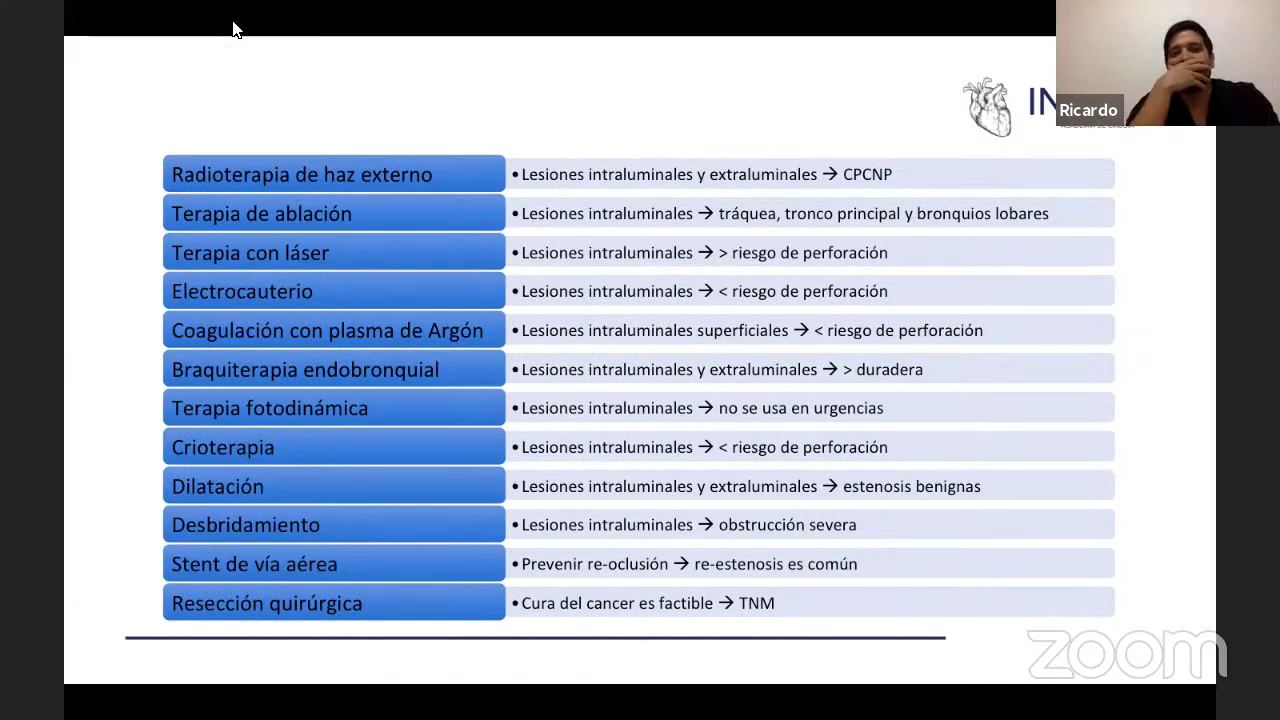 IN
Ricardo
Radioterapia de haz externo
•Lesiones intraluminales y extraluminales → CPCNP
Terapia de ablación
•Lesiones intraluminales → tráquea, tronco principal y bronquios lobares
Terapia con láser
•Lesiones intraluminales → > riesgo de perforación
Electrocauterio
•Lesiones intraluminales → < riesgo de perforación
Coagulación con plasma de Argón
•Lesiones intraluminales superficiales → < riesgo de perforación
Braquiterapia endobronquial
•Lesiones intraluminales y extraluminales → > duradera
Terapia fotodinámica
•Lesiones intraluminales → no se usa en urgencias
Crioterapia
•Lesiones intraluminales → < riesgo de perforación
Dilatación
•Lesiones intraluminales y extraluminales → estenosis benignas
Desbridamiento
•Lesiones intraluminales → obstrucción severa
Stent de vía aérea
•Prevenir re-oclusión → re-estenosis es común
Resección quirúrgica
•Cura del cancer es factible → TNM
zoom